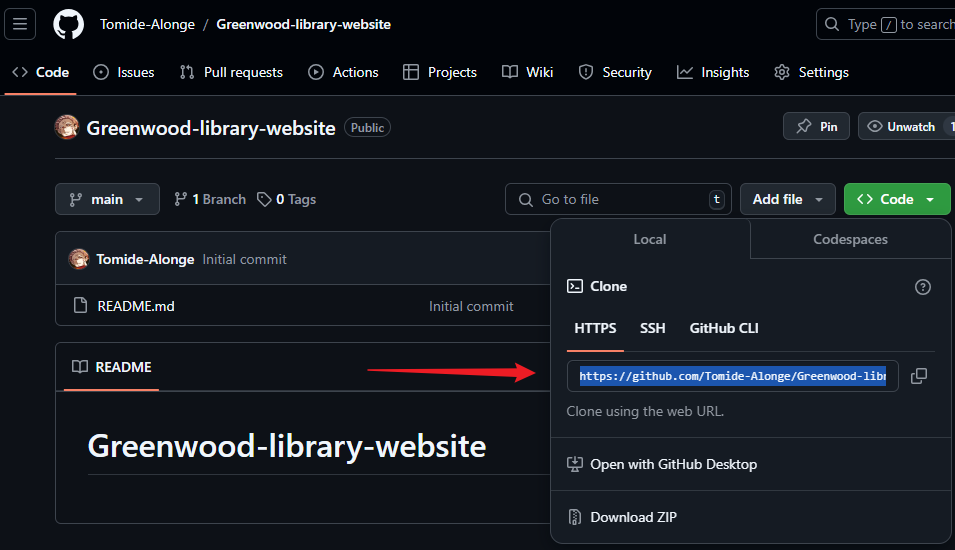 Tomide-Alonge / Greenwood-library-website
Type / to search
Code Issues Pull requests Actions Projects Wiki Security Insights Settings
Greenwood-library-website Public
Pin Unwatch 1
main 1 Branch 0 Tags Go to file t Add file Code
Local Codespaces
Tomide-Alonge Initial commit
Clone
README.md Initial commit
HTTPS SSH GitHub CLI
README
https://github.com/Tomide-Alonge/Greenwood-libr
Clone using the web URL.
Greenwood-library-website
Open with GitHub Desktop
Download ZIP